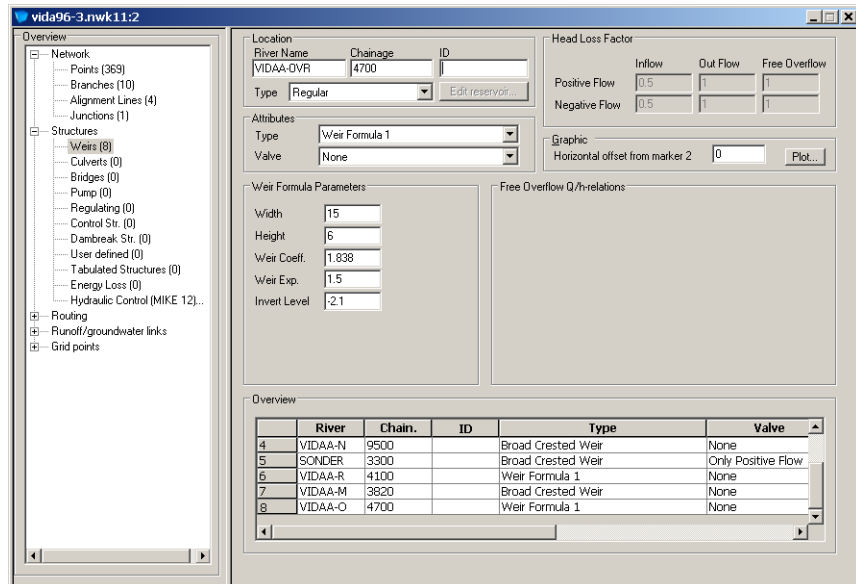 vida96-3.nwk11:2
Overview
Network
Points (369)
Branches (10)
Alignment Lines (4)
Junctions (1)
Structures
Weirs (8)
Culverts (0)
Bridges (0)
Pump (0)
Regulating (0)
Control Str. (0)
Dambreak Str. (0)
User defined (0)
Tabulated Structures (0)
Energy Loss (0)
Hydraulic Control (MIKE 12)...
Routing
Runoff/groundwater links
Grid points
Location
River Name Chainage ID
VIDAA-OVR 4700
Type Regular Edit reservoir...
Head Loss Factor
Inflow Out Flow Free Overflow
Positive Flow 0.5 1 1
Negative Flow 0.5 1 1
Attributes
Type Weir Formula 1
Valve None
Graphic
Horizontal offset from marker 2 0 Plot...
Weir Formula Parameters
Width 15
Height 6
Weir Coeff. 1.838
Weir Exp. 1.5
Invert Level -2.1
Free Overflow Q/h-relations
Overview
River Chain. ID Type Valve
4 VIDAA-N 9500 Broad Crested Weir None
5 SONDER 3300 Broad Crested Weir Only Positive Flow
6 VIDAA-R 4100 Weir Formula 1 None
7 VIDAA-M 3820 Broad Crested Weir None
8 VIDAA-O 4700 Weir Formula 1 None